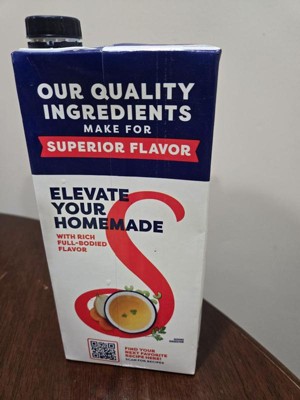 OUR QUALITY
INGREDIENTS
MAKE FOR
SUPERIOR FLAVOR
ELEVATE
YOUR
HOMEMADE
WITH RICH
FULL-BODIED
FLAVOR
FIND YOUR
NEXT FAVORITE
RECIPE HERE!